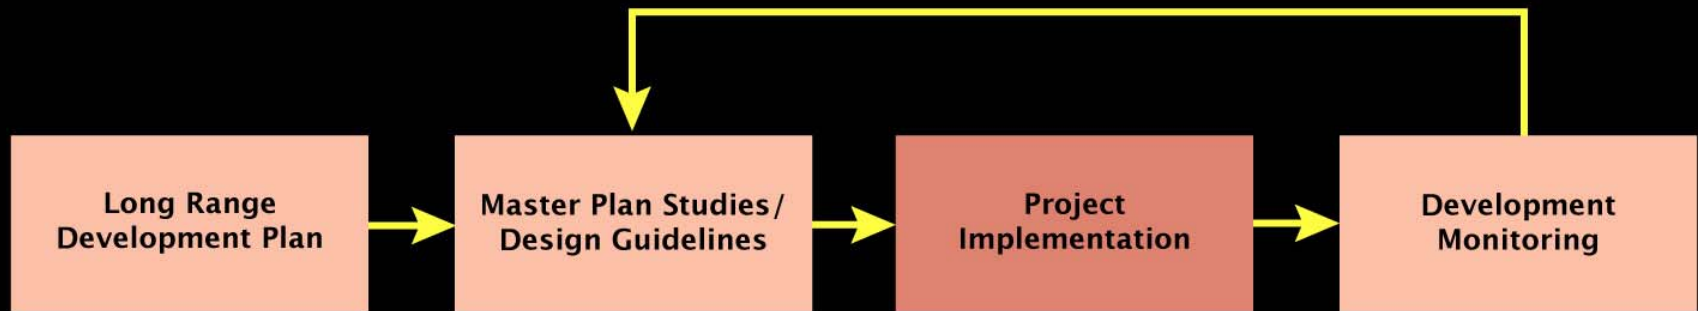 Long Range
Development Plan
Master Plan Studies/
Design Guidelines
Project
Implementation
Development
Monitoring